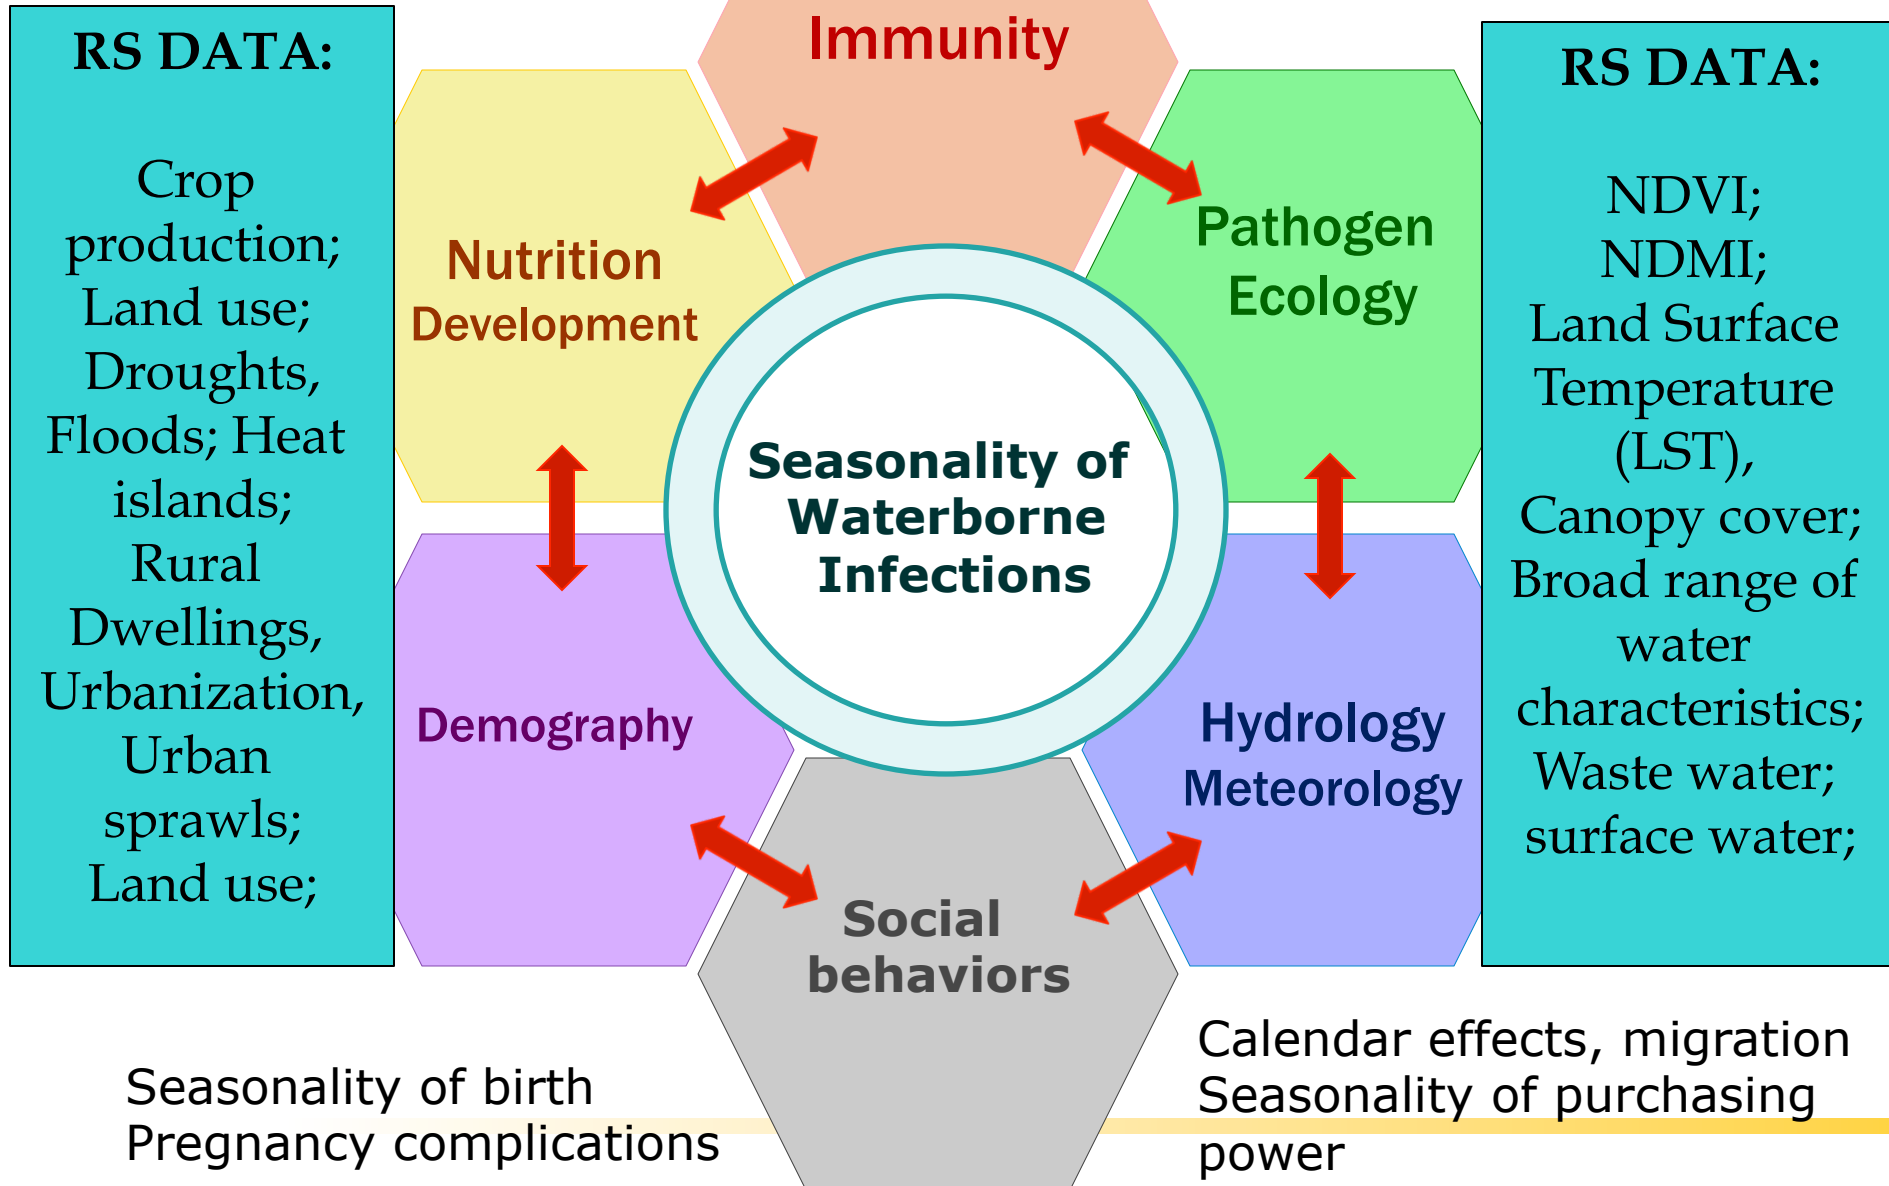 RS DATA:
Crop
production;
Land use;
Droughts,
Floods; Heat
islands;
Rural
Dwellings,
Urbanization,
Urban
sprawls;
Land use;
Immunity
Nutrition
Development
Pathogen
Ecology
Seasonality of
Waterborne
Infections
Demography
Hydrology
Meteorology
Social
behaviors
RS DATA:
NDVI;
NDMI;
Land Surface
Temperature
(LST),
Canopy cover;
Broad range of
water
characteristics;
Waste water;
surface water;
Seasonality of birth
Pregnancy complications
Calendar effects, migration
Seasonality of purchasing
power